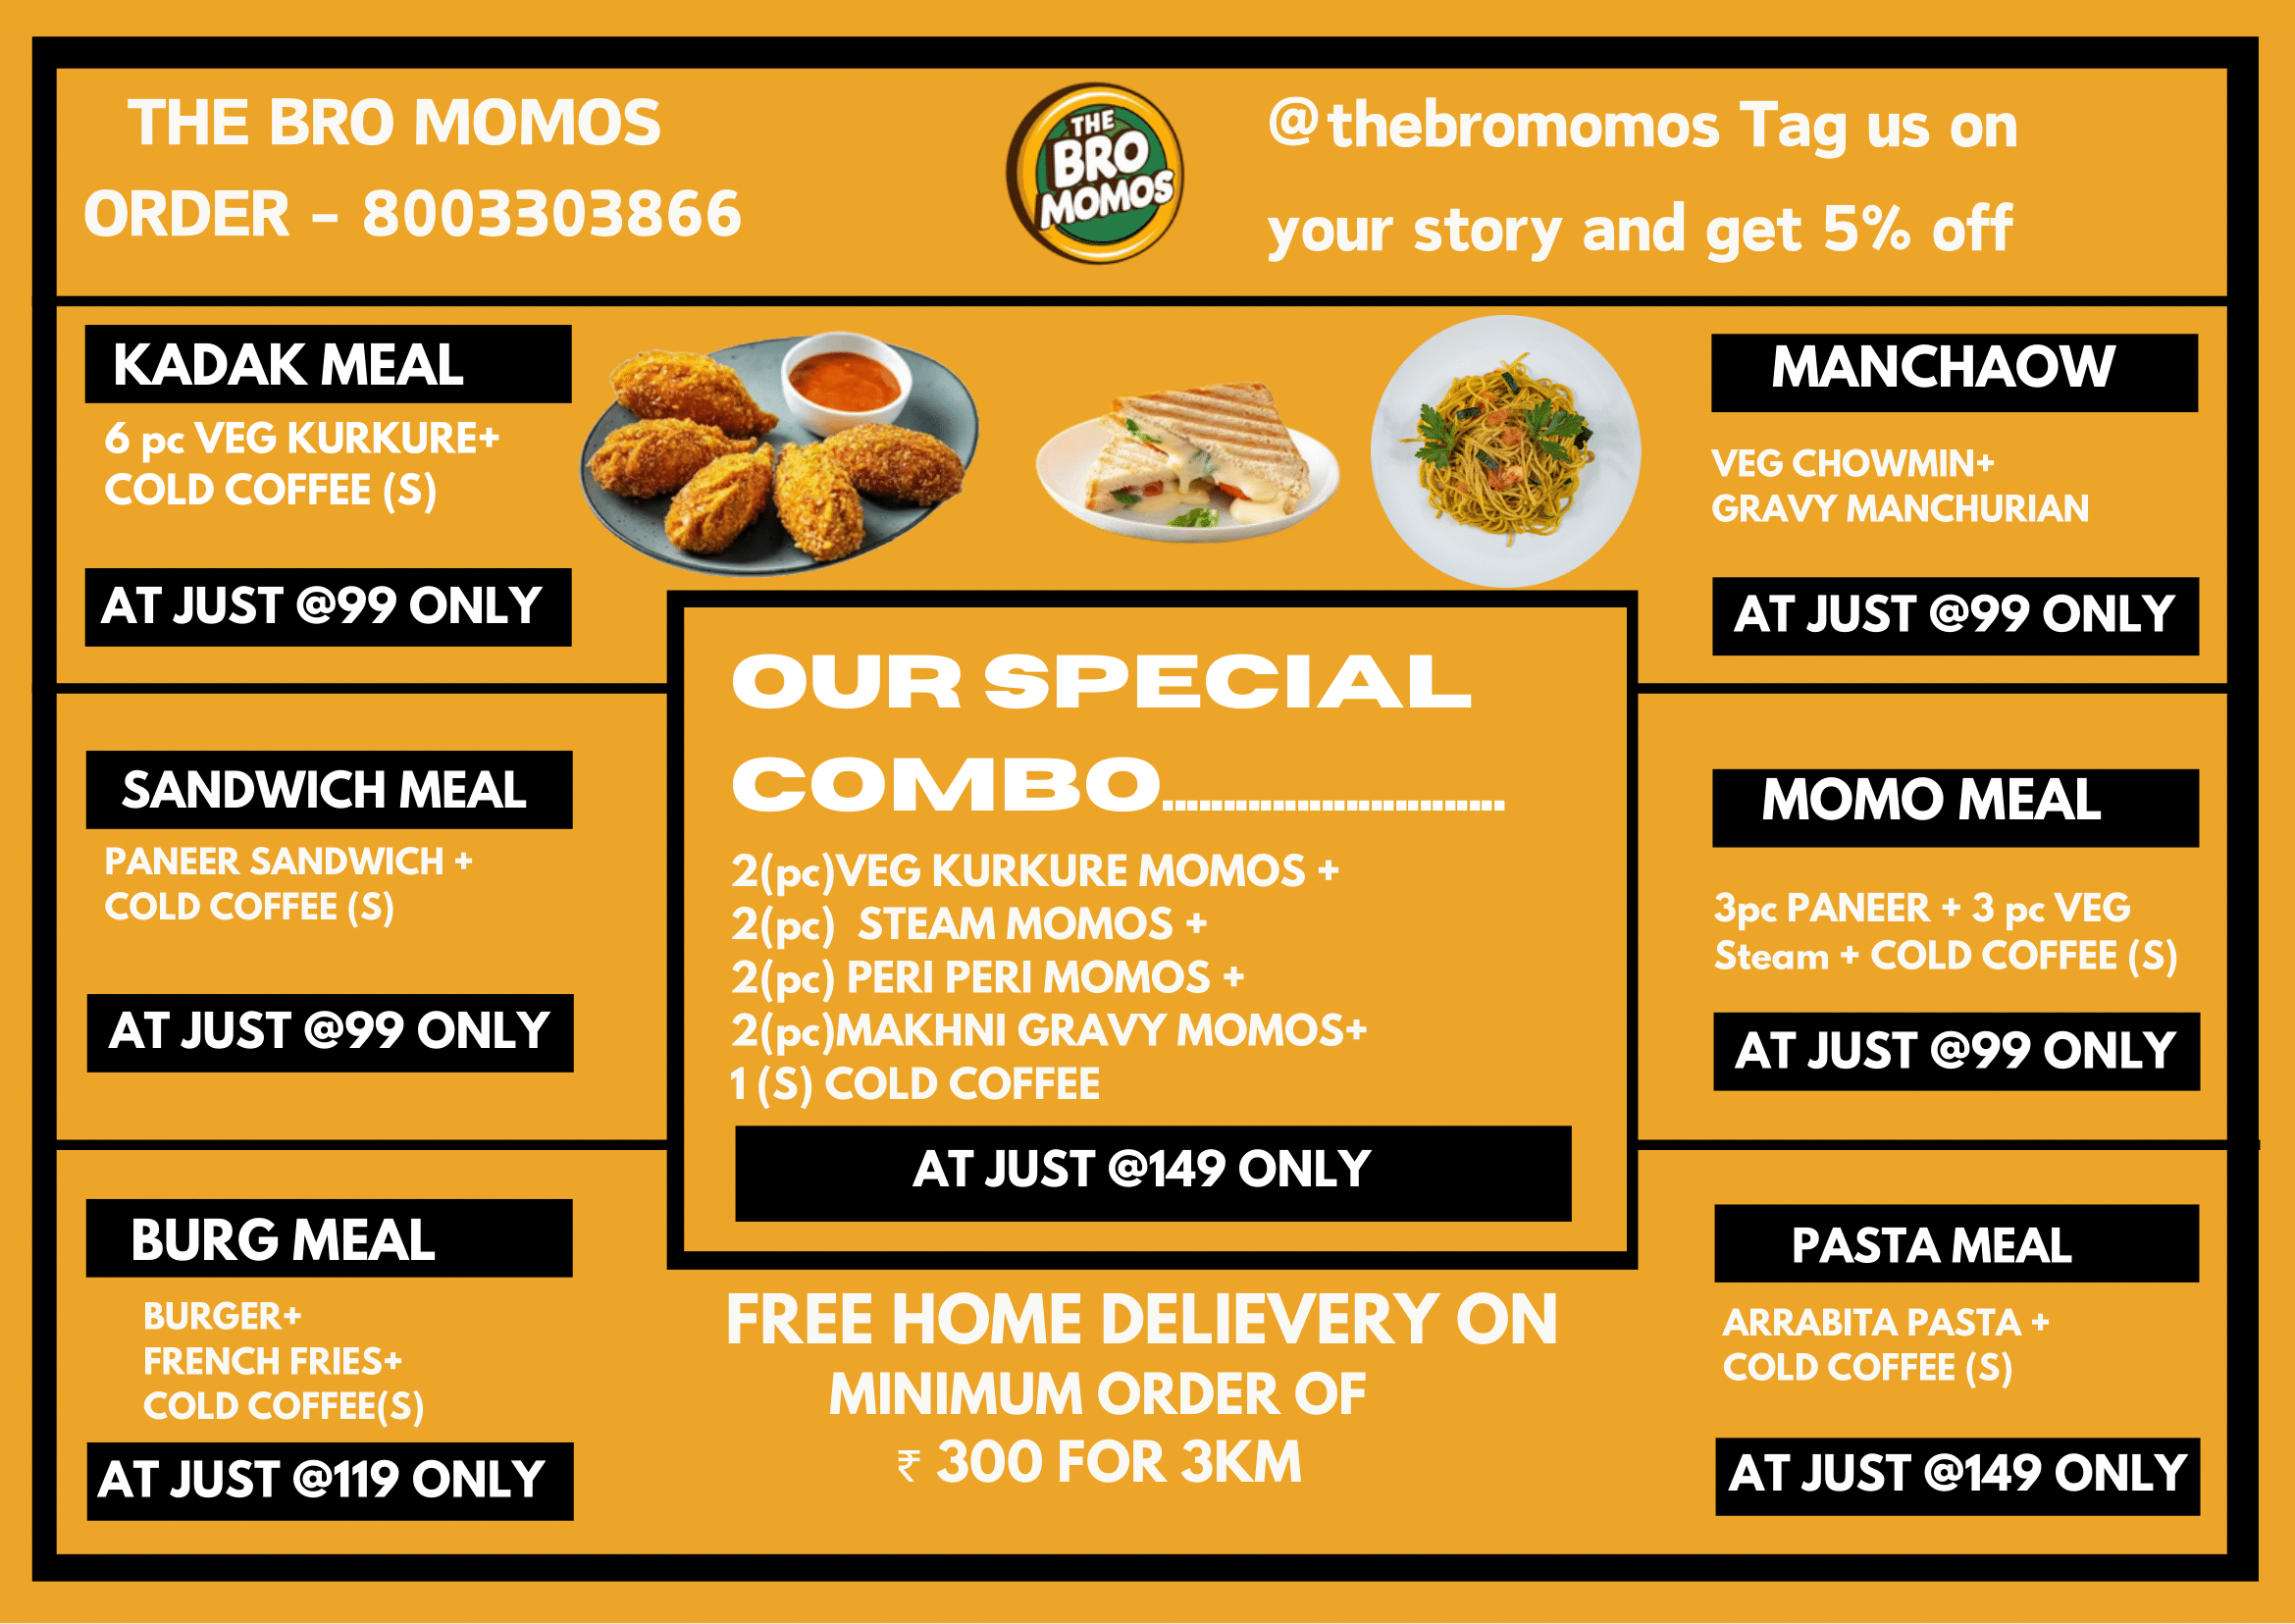 THE BRO MOMOS
ORDER - 8003303866
THE
BRO
MOMOS
@thebromomos Tag us on
your story and get 5% off
KADAK MEAL
6 pc VEG KURKURE+
COLD COFFEE (S)
AT JUST @99 ONLY
MANCHAOW
VEG CHOWMIN+
GRAVY MANCHURIAN
AT JUST @99 ONLY
SANDWICH MEAL
PANEER SANDWICH +
COLD COFFEE (S)
AT JUST @99 ONLY
OUR SPECIAL
COMBO............................
2(pc)VEG KURKURE MOMOS +
2(pc) STEAM MOMOS +
2(pc) PERI PERI MOMOS +
2(pc)MAKHNI GRAVY MOMOS+
1 (S) COLD COFFEE
AT JUST @149 ONLY
MOMO MEAL
3pc PANEER + 3 pc VEG
Steam + COLD COFFEE (S)
AT JUST @99 ONLY
BURG MEAL
BURGER+
FRENCH FRIES+
COLD COFFEE(S)
AT JUST @119 ONLY
FREE HOME DELIEVERY ON
MINIMUM ORDER OF
₹ 300 FOR 3KM
PASTA MEAL
ARRABITA PASTA +
COLD COFFEE (S)
AT JUST @149 ONLY